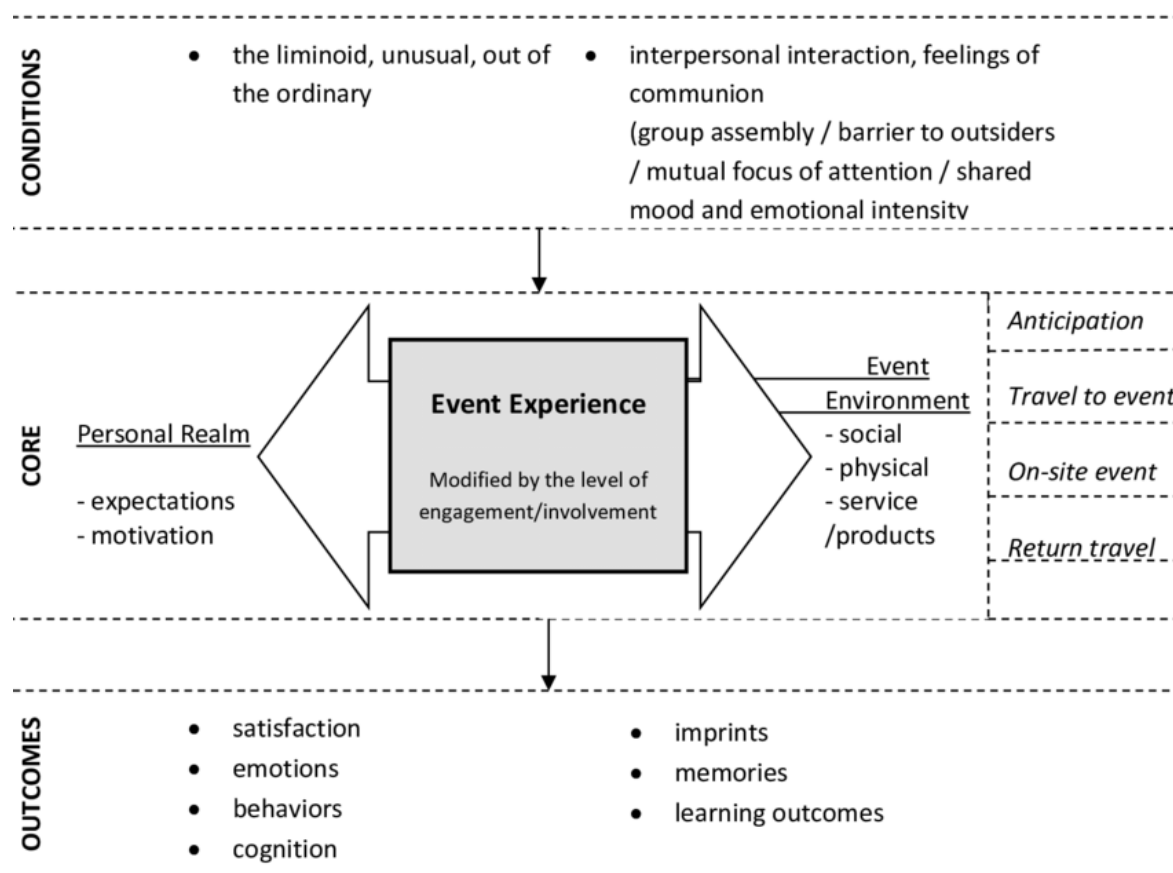 CONDITIONS
• the liminoid, unusual, out of
the ordinary
• interpersonal interaction, feelings of
communion
(group assembly / barrier to outsiders
/ mutual focus of attention / shared
mood and emotional intensity
CORE
Personal Realm
- expectations
- motivation
Event Experience
Modified by the level of
engagement/involvement
Event
Environment
- social
- physical
- service
/products
Anticipation
Travel to event
On-site event
Return travel
OUTCOMES
• satisfaction
• emotions
• behaviors
• cognition
• imprints
• memories
• learning outcomes